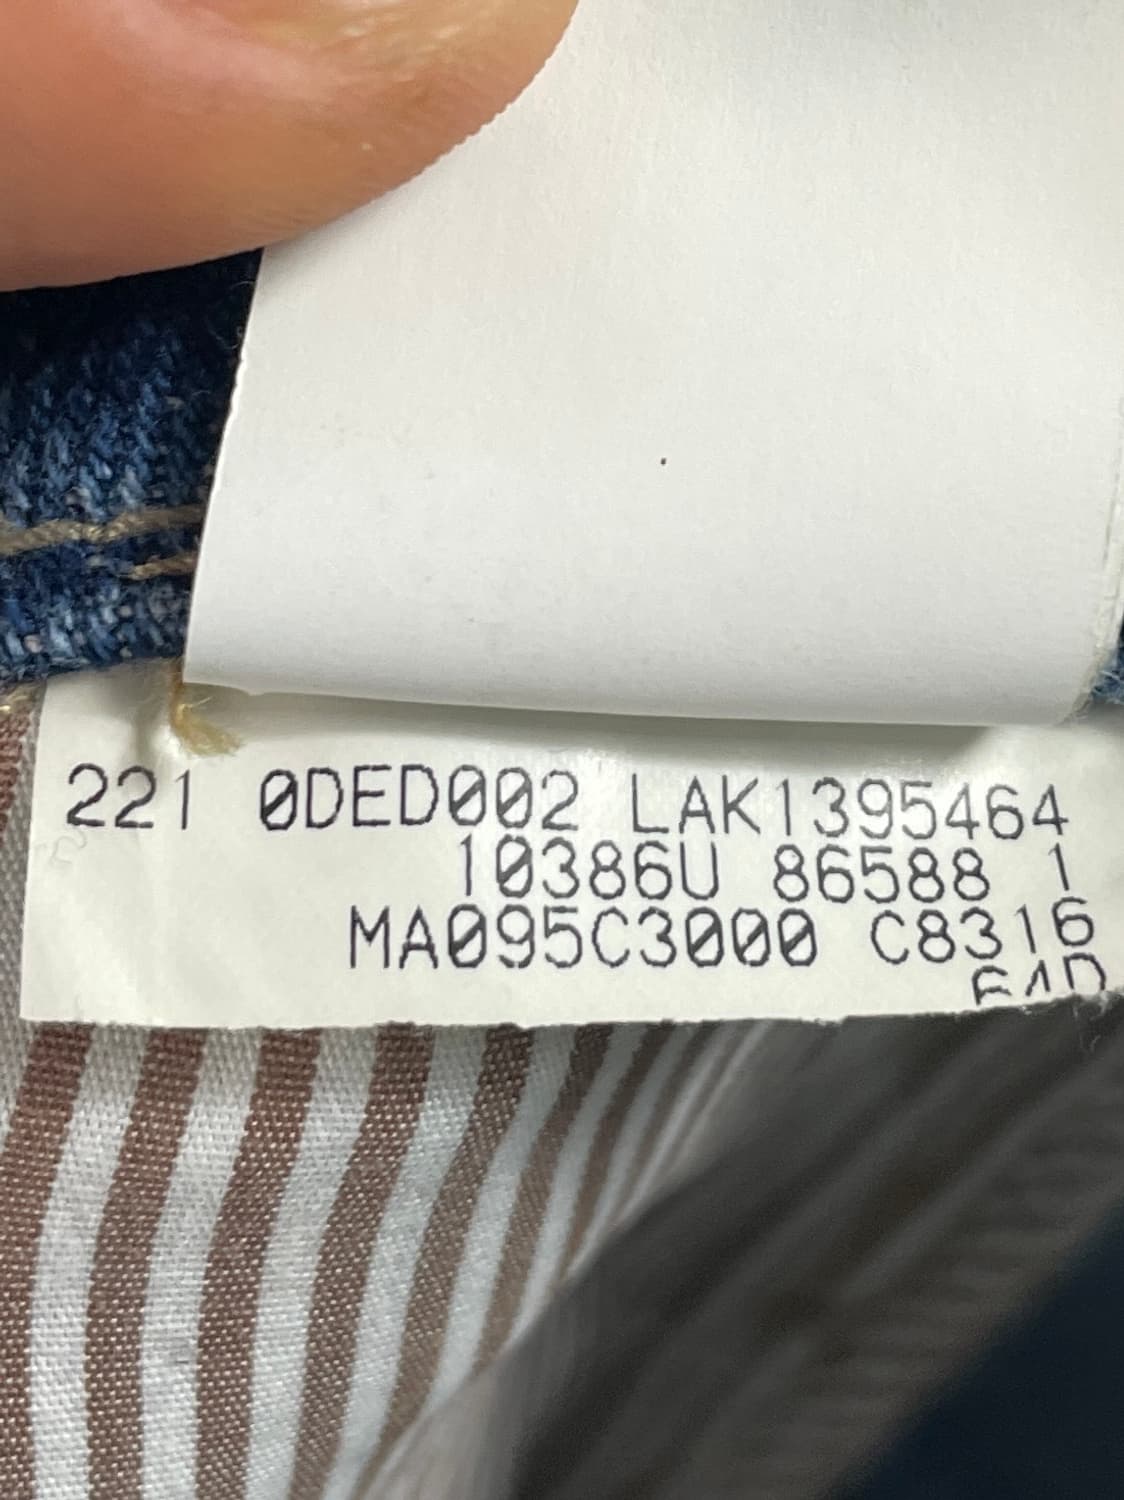 221 0DED002 LAK1395464
10386U 86588 1
MA095C3000 C8316